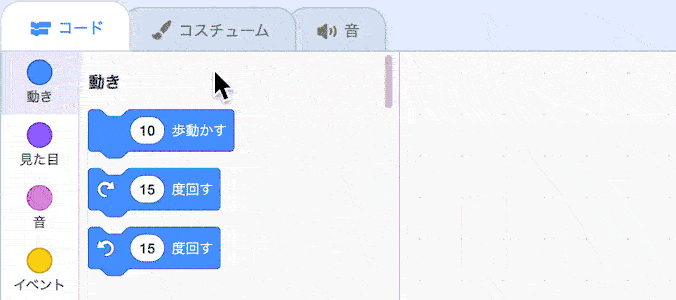 コード
コスチューム
音
動き
見た目
音
イベント
動き
10 歩動かす
15 度回す
15 度回す